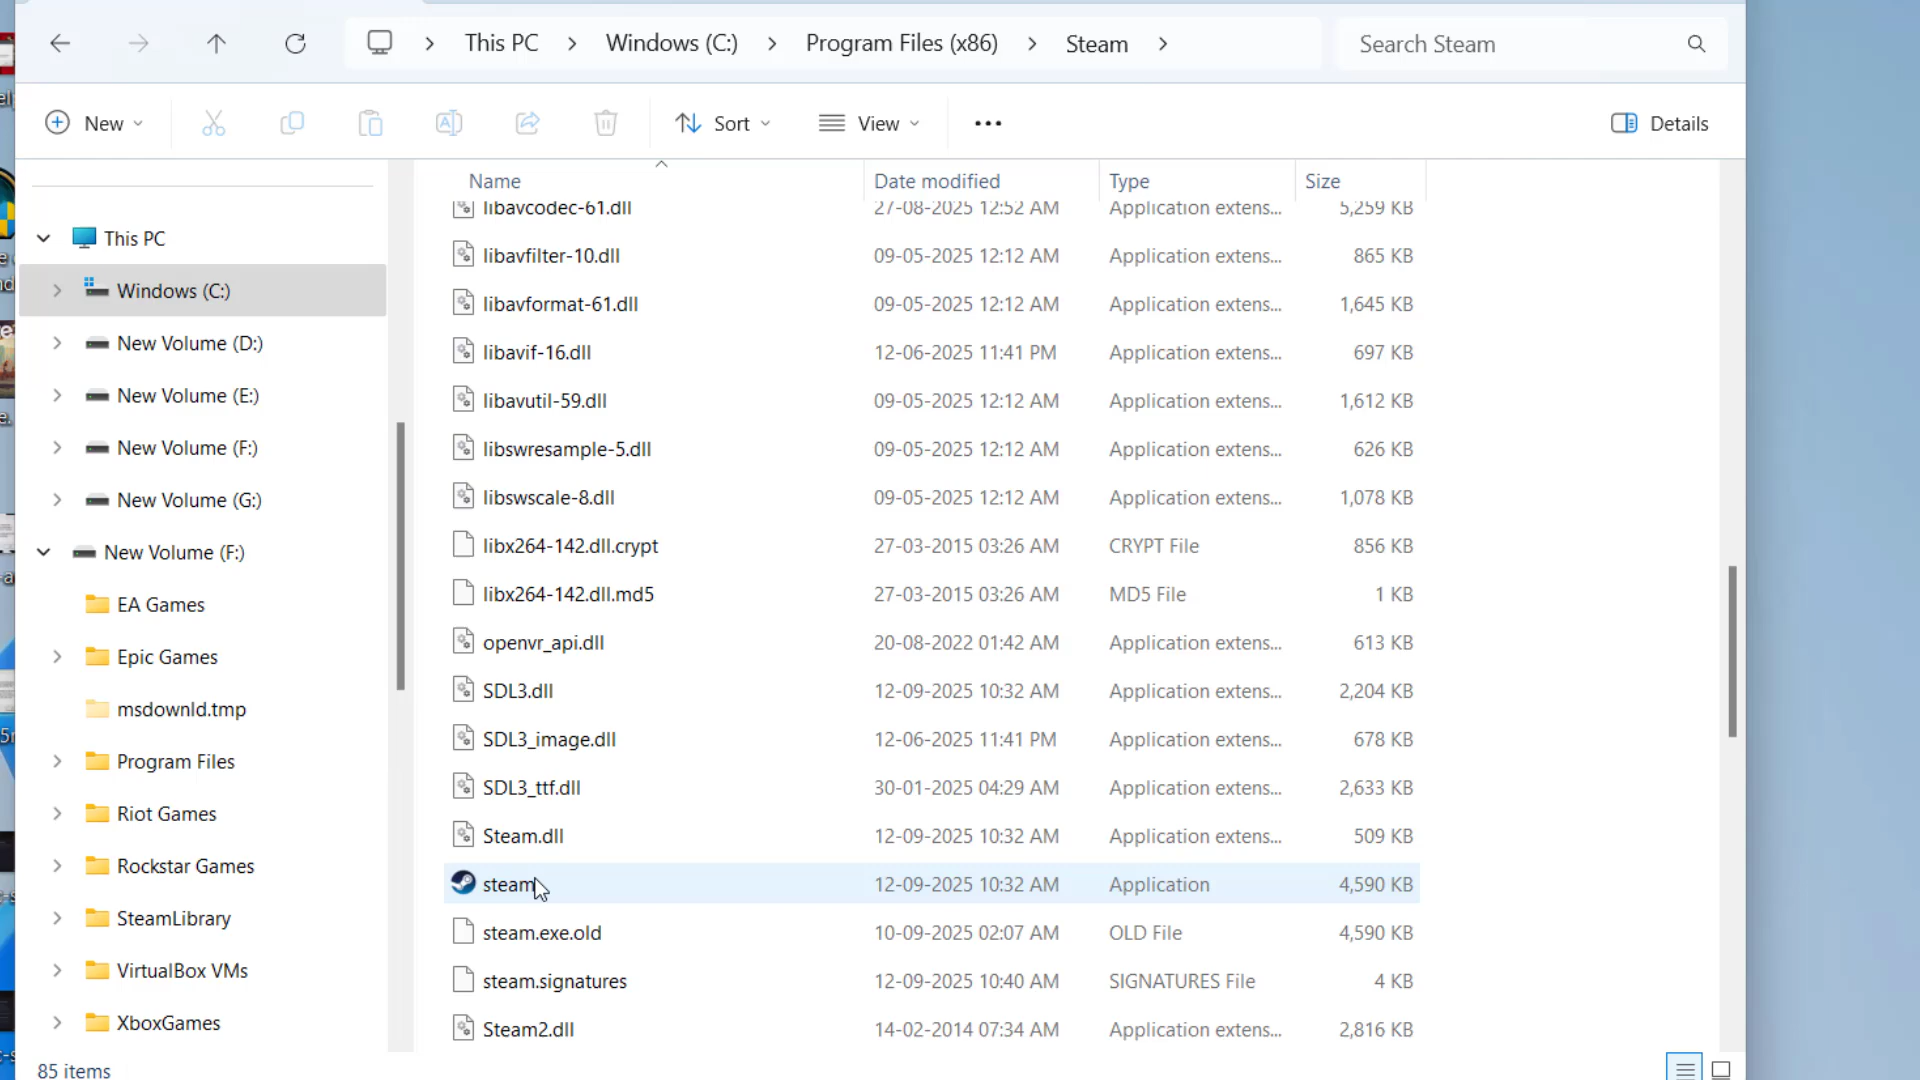 This PC > Windows (C:) > Program Files (x86) > Steam >
Search Steam
New
Sort
View
Details
Name Date modified Type Size
libavcodec-61.dll 27-08-2025 12:52 AM Application extens... 5,259 KB
libavfilter-10.dll 09-05-2025 12:12 AM Application extens... 865 KB
libavformat-61.dll 09-05-2025 12:12 AM Application extens... 1,645 KB
libavif-16.dll 12-06-2025 11:41 PM Application extens... 697 KB
libavutil-59.dll 09-05-2025 12:12 AM Application extens... 1,612 KB
libswresample-5.dll 09-05-2025 12:12 AM Application extens... 626 KB
libswscale-8.dll 09-05-2025 12:12 AM Application extens... 1,078 KB
libx264-142.dll.crypt 27-03-2015 03:26 AM CRYPT File 856 KB
libx264-142.dll.md5 27-03-2015 03:26 AM MD5 File 1 KB
openvr_api.dll 20-08-2022 01:42 AM Application extens... 613 KB
SDL3.dll 12-09-2025 10:32 AM Application extens... 2,204 KB
SDL3_image.dll 12-06-2025 11:41 PM Application extens... 678 KB
SDL3_ttf.dll 30-01-2025 04:29 AM Application extens... 2,633 KB
Steam.dll 12-09-2025 10:32 AM Application extens... 509 KB
steam 12-09-2025 10:32 AM Application 4,590 KB
steam.exe.old 10-09-2025 02:07 AM OLD File 4,590 KB
steam.signatures 12-09-2025 10:40 AM SIGNATURES File 4 KB
Steam2.dll 14-02-2014 07:34 AM Application extens... 2,816 KB
This PC
Windows (C:)
New Volume (D:)
New Volume (E:)
New Volume (F:)
New Volume (G:)
New Volume (F:)
EA Games
Epic Games
msdownld.tmp
Program Files
Riot Games
Rockstar Games
SteamLibrary
VirtualBox VMs
XboxGames
85 items